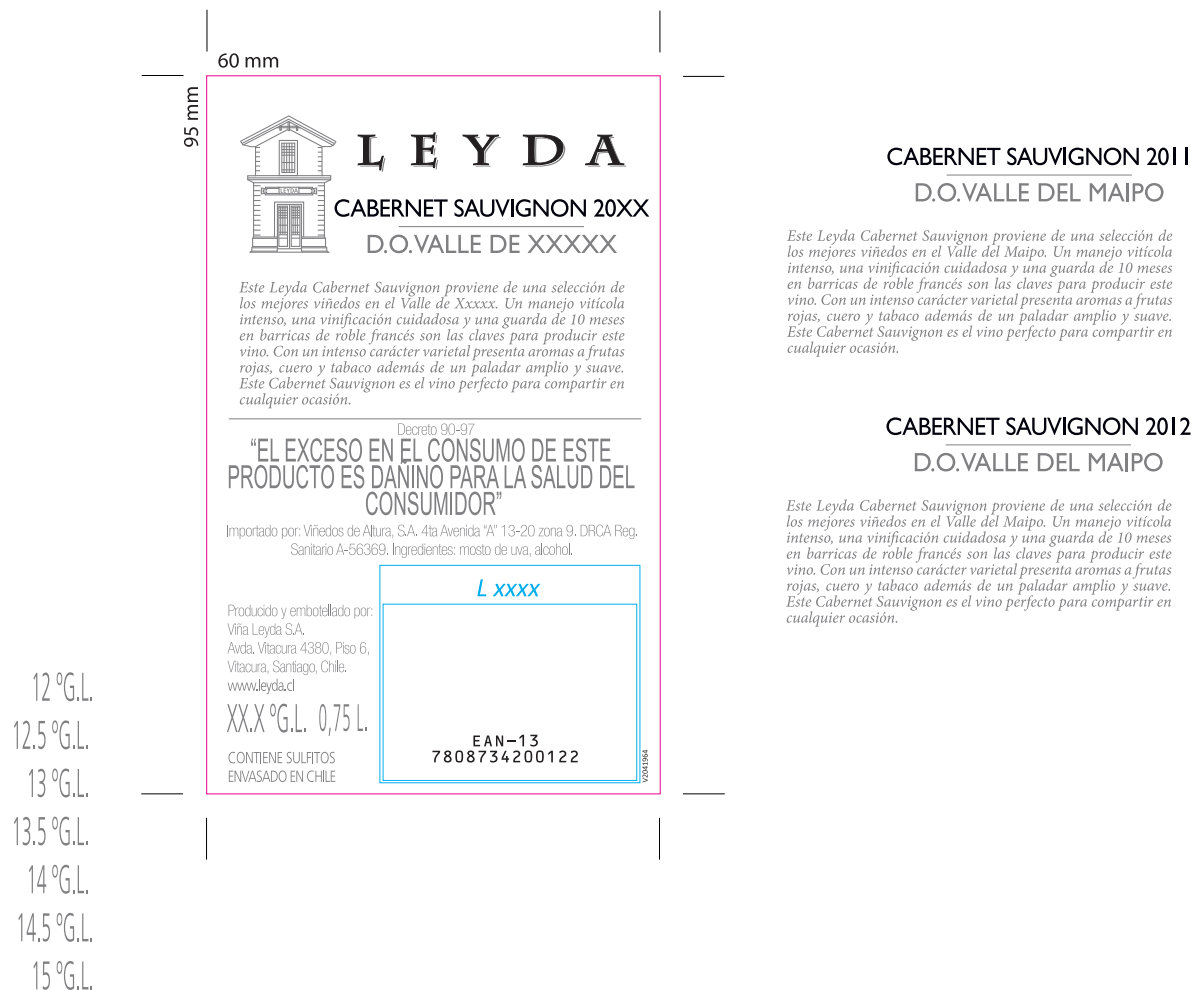 60 mm
95 mm
LEYDA
LEYDA
CABERNET SAUVIGNON 20XX
D.O. VALLE DE XXXXX
Este Leyda Cabernet Sauvignon proviene de una selección de
los mejores viñedos en el Valle de Xxxxx. Un manejo vitícola
intenso, una vinificación cuidadosa y una guarda de 10 meses
en barricas de roble francés son las claves para producir este
vino. Con un intenso carácter varietal presenta aromas a frutas
rojas, cuero y tabaco además de un paladar amplio y suave.
Este Cabernet Sauvignon es el vino perfecto para compartir en
cualquier ocasión.
Decreto 90-97
“EL EXCESO EN EL CONSUMO DE ESTE
PRODUCTO ES DAÑINO PARA LA SALUD DEL
CONSUMIDOR”
Importado por: Viñedos de Altura, S.A. 4ta Avenida “A” 13-20 zona 9. DRCA Reg.
Sanitario A-56369. Ingredientes: mosto de uva, alcohol.
L xxxx
Producido y embotellado por:
Viña Leyda S.A.
Avda. Vitacura 4380, Piso 6,
Vitacura, Santiago, Chile.
www.leyda.cl
XX.X ºG.L. 0,75 L.
CONTIENE SULFITOS
ENVASADO EN CHILE
EAN-13
7808734200122
V2041964
CABERNET SAUVIGNON 2011
D.O. VALLE DEL MAIPO
Este Leyda Cabernet Sauvignon proviene de una selección de
los mejores viñedos en el Valle del Maipo. Un manejo vitícola
intenso, una vinificación cuidadosa y una guarda de 10 meses
en barricas de roble francés son las claves para producir este
vino. Con un intenso carácter varietal presenta aromas a frutas
rojas, cuero y tabaco además de un paladar amplio y suave.
Este Cabernet Sauvignon es el vino perfecto para compartir en
cualquier ocasión.
CABERNET SAUVIGNON 2012
D.O. VALLE DEL MAIPO
Este Leyda Cabernet Sauvignon proviene de una selección de
los mejores viñedos en el Valle del Maipo. Un manejo vitícola
intenso, una vinificación cuidadosa y una guarda de 10 meses
en barricas de roble francés son las claves para producir este
vino. Con un intenso carácter varietal presenta aromas a frutas
rojas, cuero y tabaco además de un paladar amplio y suave.
Este Cabernet Sauvignon es el vino perfecto para compartir en
cualquier ocasión.
12 ºG.L.
12.5 ºG.L.
13 ºG.L.
13.5 ºG.L.
14 ºG.L.
14.5 ºG.L.
15 ºG.L.